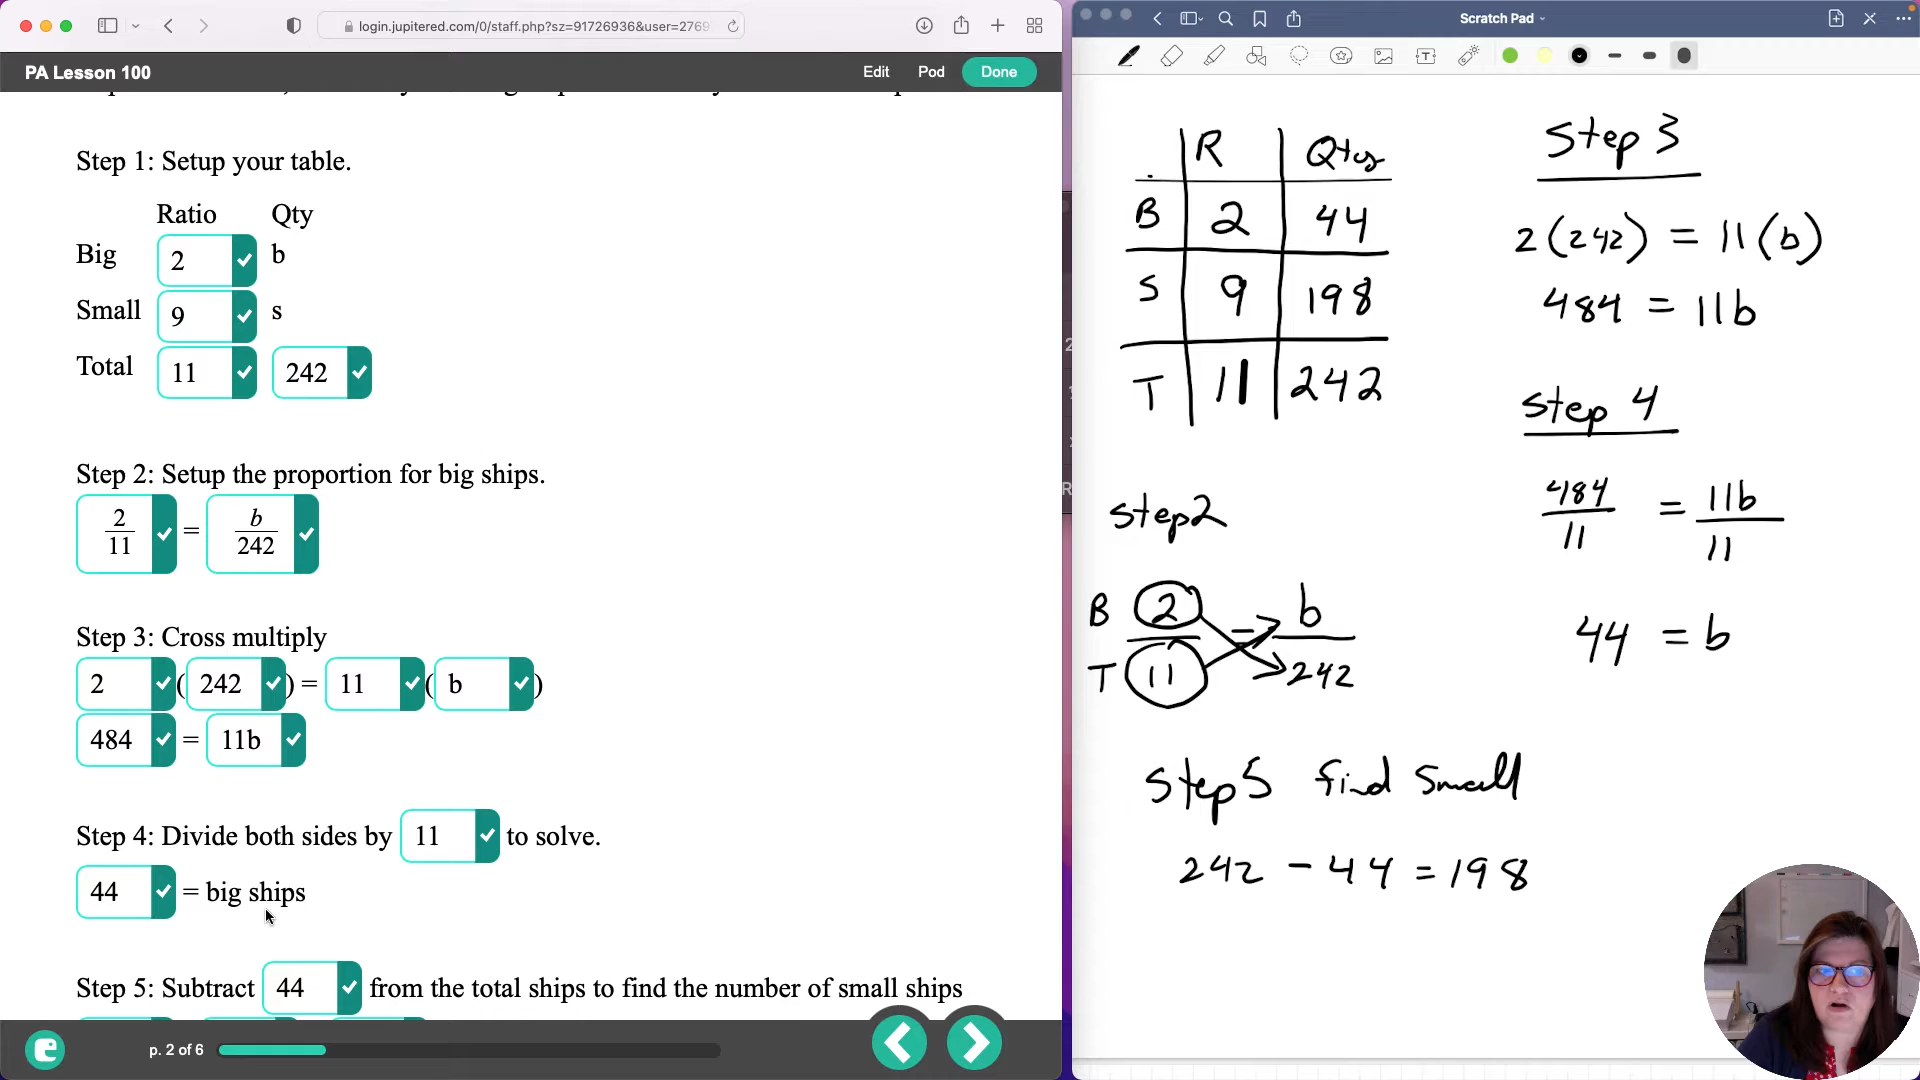 login.jupitered.com/0/staff.php?sz=91726936&user=2769
PA Lesson 100
Edit
Pod
Done
Step 1: Setup your table.
Ratio Qty
Big 2 b
Small 9 s
Total 11 242
Step 2: Setup the proportion for big ships.
2/11 = b/242
Step 3: Cross multiply
2 ( 242 ) = 11 ( b )
484 = 11b
Step 4: Divide both sides by 11 to solve.
44 = big ships
Step 5: Subtract 44 from the total ships to find the number of small ships
p. 2 of 6
Scratch Pad
R Qtys
B 2 44
S 9 198
T 11 242
step2
B 2 = b
T 11 242
Step 3
2(242) = 11(b)
484 = 11b
Step 4
484/11 = 11b/11
44 = b
Step5 find Small
242 - 44 = 198